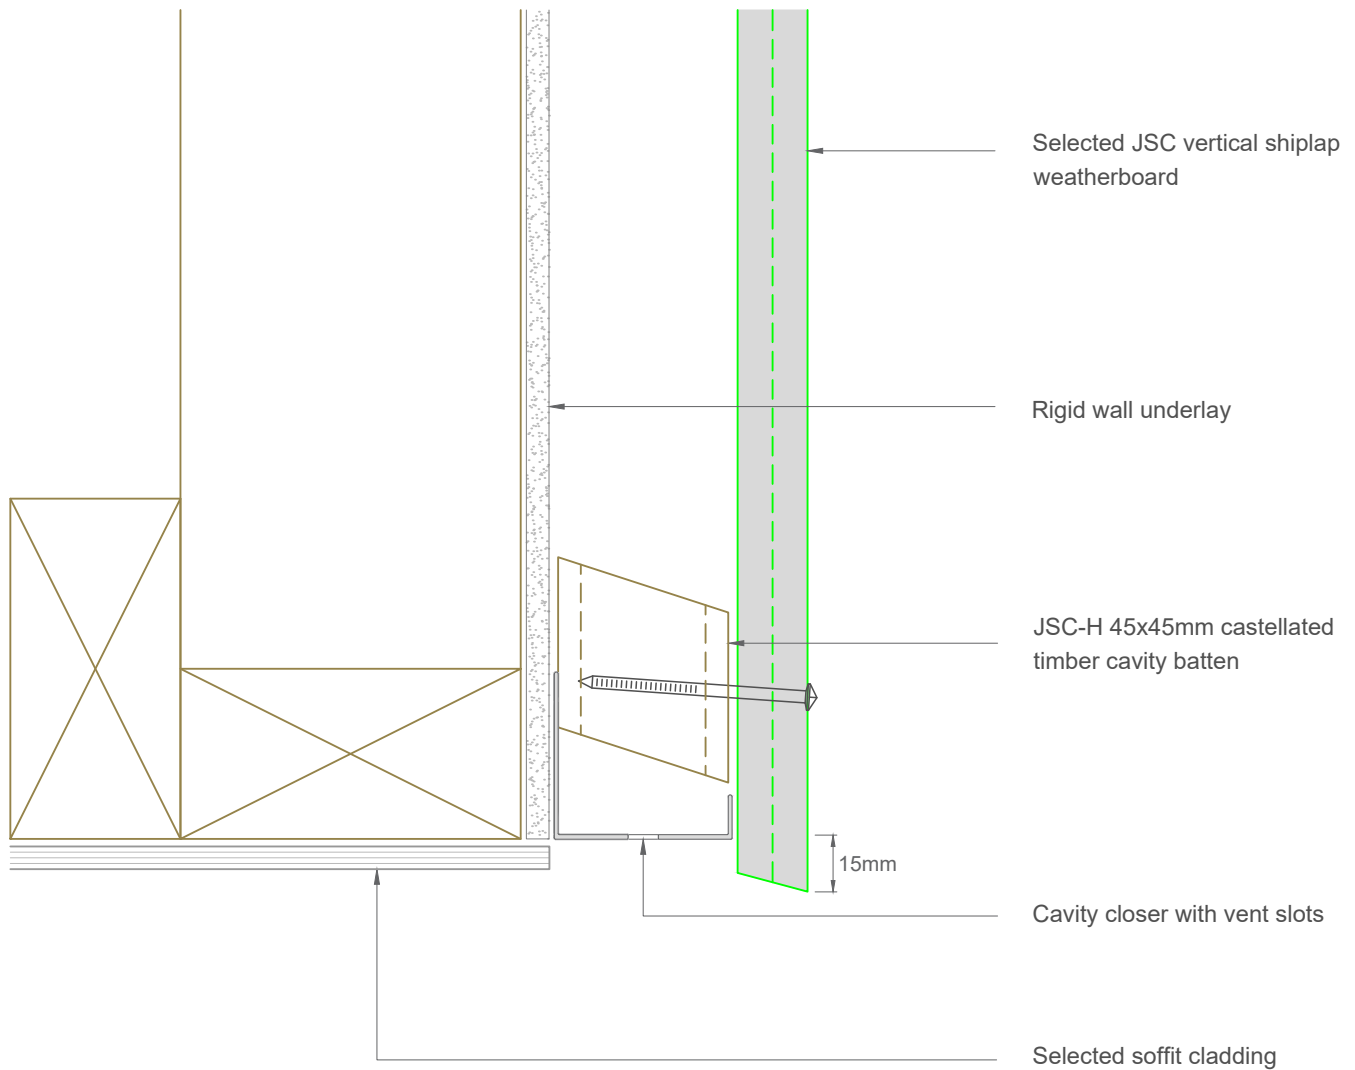 Selected JSC vertical shiplap
weatherboard
Rigid wall underlay
JSC-H 45x45mm castellated
timber cavity batten
15mm
Cavity closer with vent slots
Selected soffit cladding